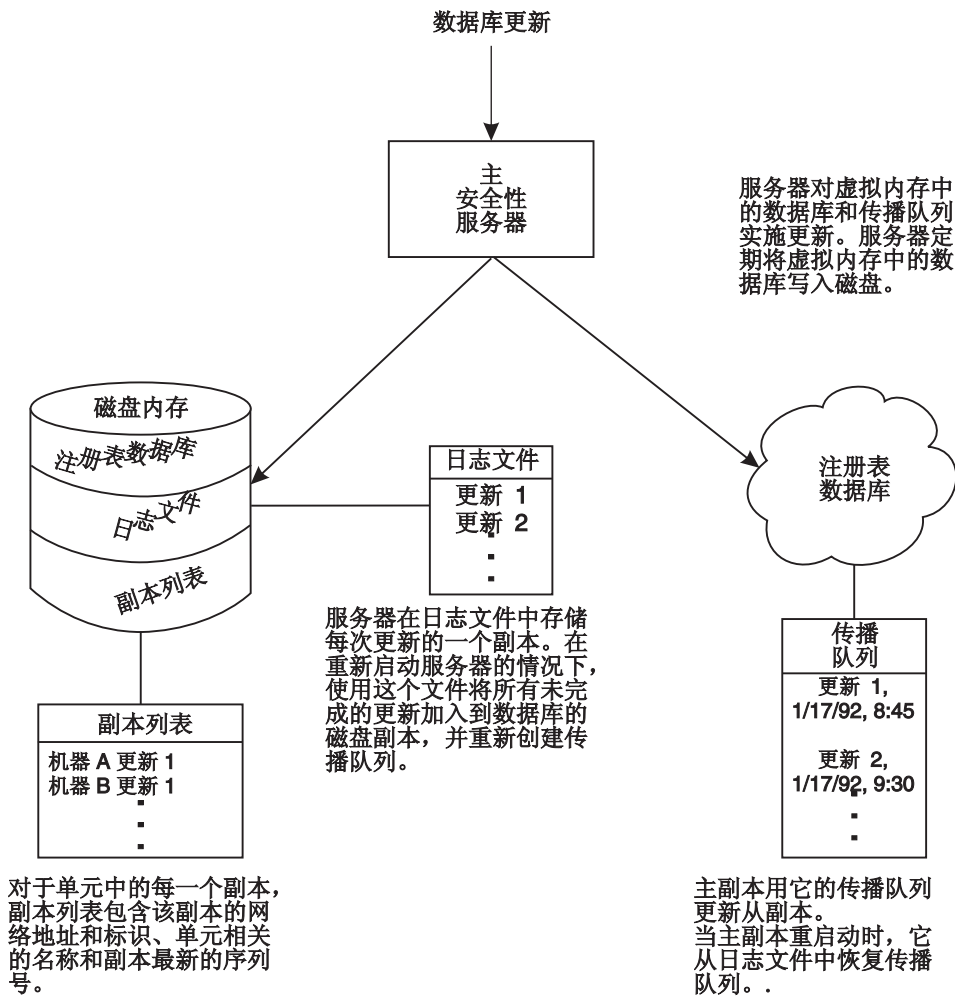 数据库更新
主
安全性
服务器
服务器对虚拟内存中
的数据库和传播队列
实施更新。服务器定
期将虚拟内存中的数
据库写入磁盘。
磁盘内存
注册表数据库
日志文件
副本列表
日志文件
更新 1
更新 2
注册表
数据库
服务器在日志文件中存储
每次更新的一个副本。在
重新启动服务器的情况下，
使用这个文件将所有未完
成的更新加入到数据库的
磁盘副本，并重新创建传
播队列。
传播
队列
更新 1,
1/17/92, 8:45
更新 2,
1/17/92, 9:30
副本列表
机器 A 更新 1
机器 B 更新 1
对于单元中的每一个副本，
副本列表包含该副本的网
络地址和标识、单元相关
的名称和副本最新的序列
号。
主副本用它的传播队列
更新从副本。
当主副本重启动时，它
从日志文件中恢复传播
队列。.